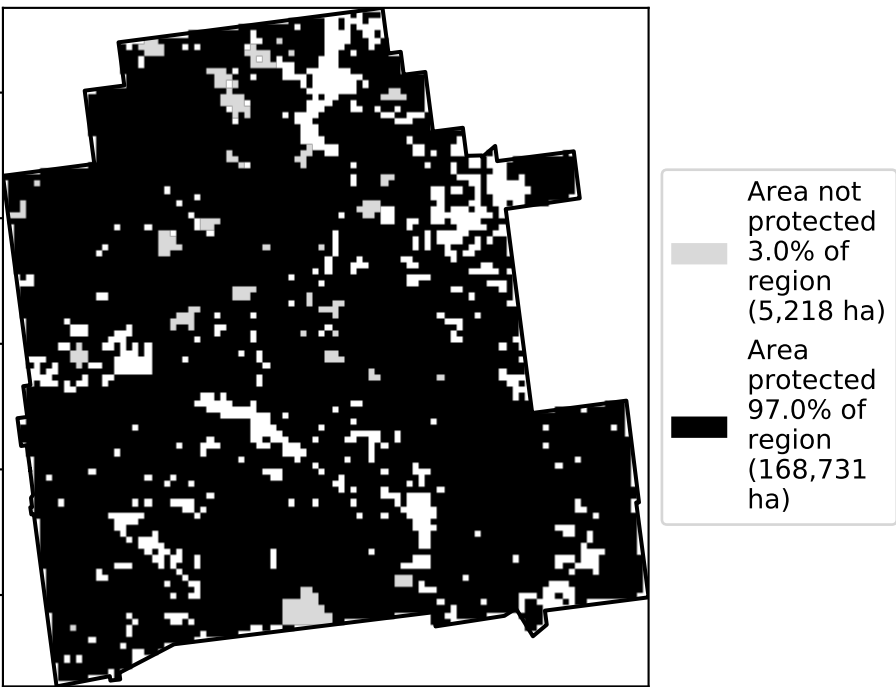 Area not
protected
3.0% of
region
(5,218 ha)
Area
protected
97.0% of
region
(168,731
ha)